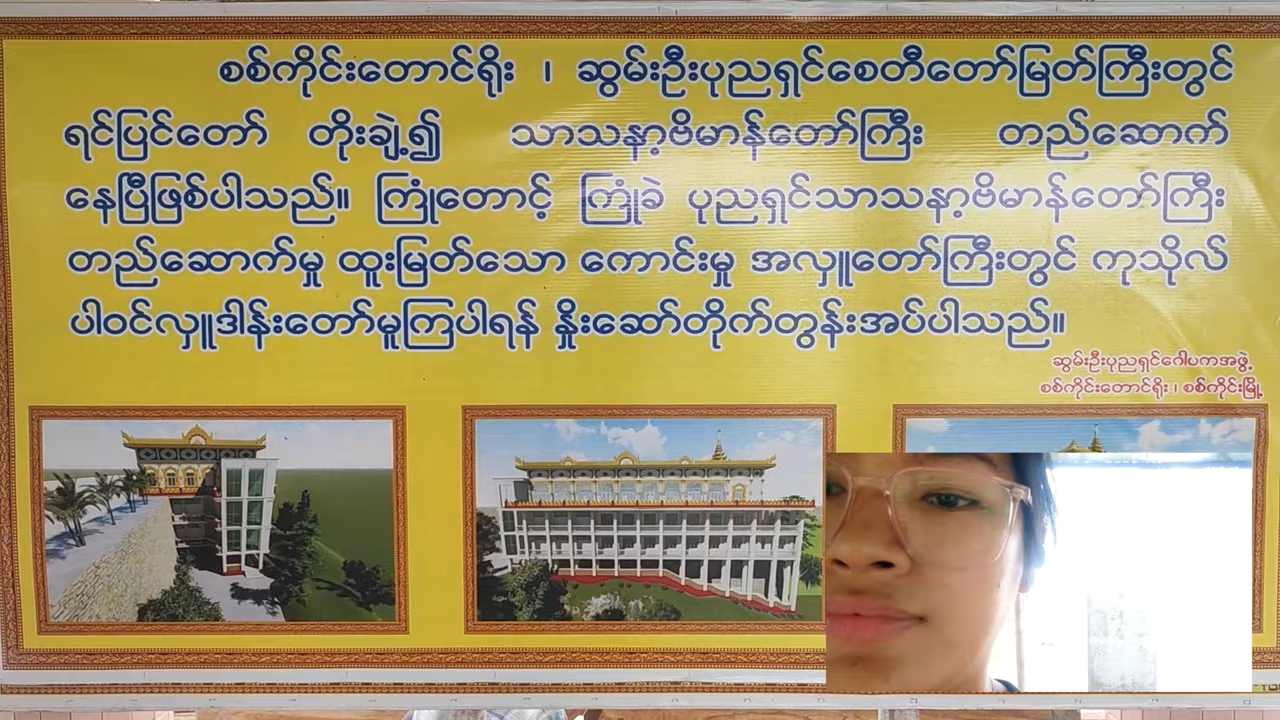 စစ်ကိုင်းတောင်ရိုး ၊ ဆွမ်းဦးပုညရှင်စေတီတော်မြတ်ကြီးတွင်
ရင်ပြင်တော် တိုးချဲ့၍ သာသနာ့ဗိမာန်တော်ကြီး တည်ဆောက်
နေပြီဖြစ်ပါသည်။ ကြုံတောင့် ကြုံခဲ ပုညရှင်သာသနာ့ဗိမာန်တော်ကြီး
တည်ဆောက်မှု ထူးမြတ်သော ကောင်းမှု အလှူတော်ကြီးတွင် ကုသိုလ်
ပါဝင်လှူဒါန်းတော်မူကြပါရန် နှိုးဆော်တိုက်တွန်းအပ်ပါသည်။
ဆွမ်းဦးပုညရှင်ဂေါပကအဖွဲ့
စစ်ကိုင်းတောင်ရိုး ၊ စစ်ကိုင်းမြို့